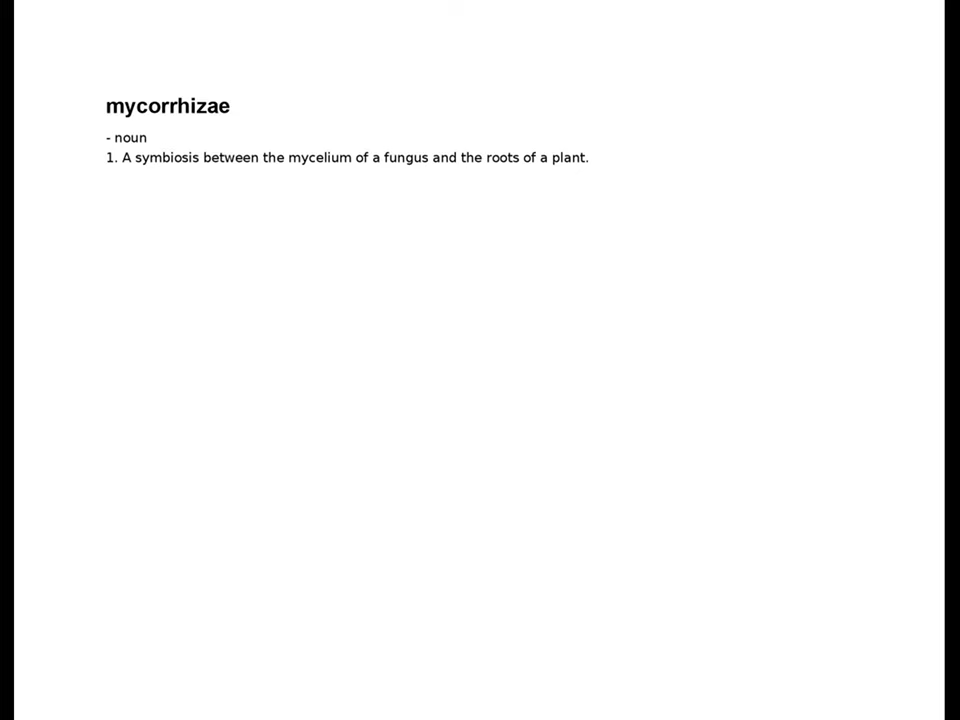 mycorrhizae
- noun
1. A symbiosis between the mycelium of a fungus and the roots of a plant.